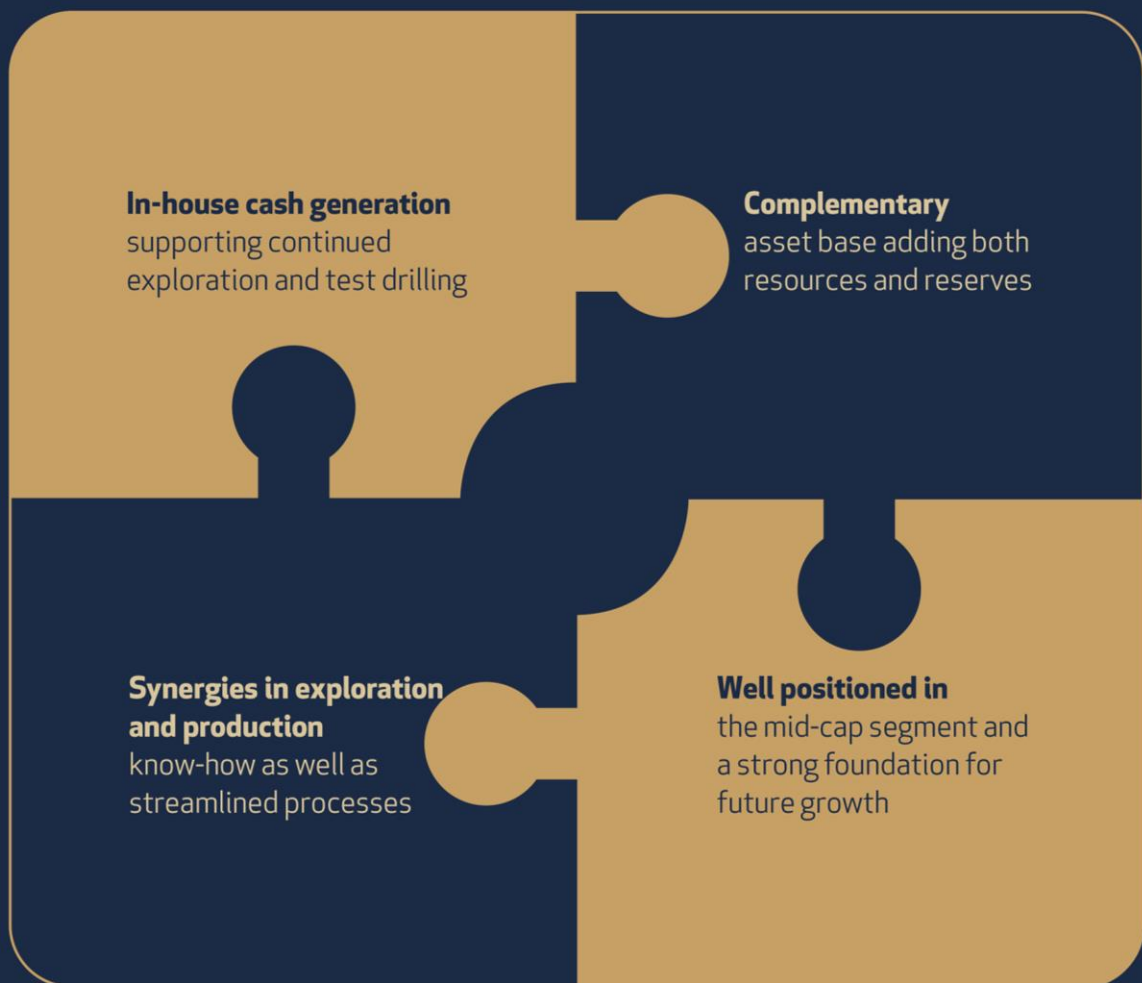 In-house cash generation
supporting continued
exploration and test drilling
Complementary
asset base adding both
resources and reserves
Synergies in exploration
and production
know-how as well as
streamlined processes
Well positioned in
the mid-cap segment and
a strong foundation for
future growth